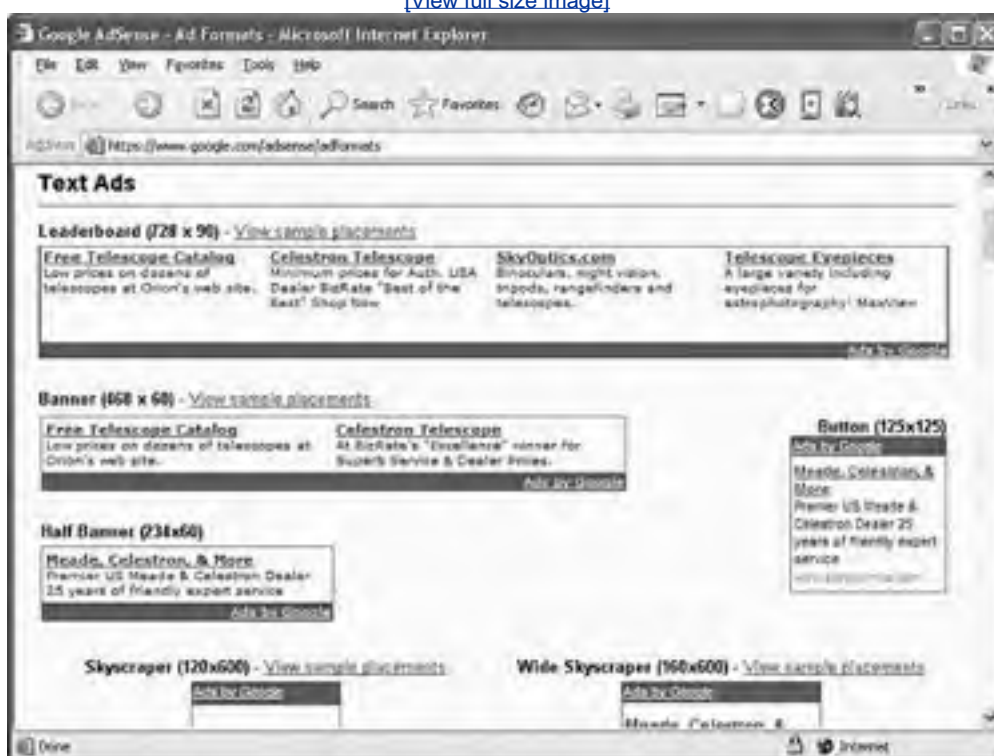 [View full size image]
Google AdSense - Ad Formats - Microsoft Internet Explorer
File Edit View Favorites Tools Help
Search Favorites Links
Address https://www.google.com/adsense/adformats
Text Ads
Leaderboard (728 x 90) - View sample placements
Free Telescope Catalog
Low prices on dozens of
telescopes at Orion's web site.
Celestron Telescope
Minimum prices for Auth. USA
Dealer BizRate "Best of the
Best" Shop Now
SkyOptics.com
Binoculars, night vision,
tripods, rangefinders and
telescopes.
Telescope Eyepieces
A large variety including
eyepieces for
astrophotography! MaxView
Ads by Google
Banner (468 x 60) - View sample placements
Free Telescope Catalog
Low prices on dozens of telescopes at
Orion's web site.
Celestron Telescope
At BizRate's "Excellence" winner for
Superb Service & Dealer Prices.
Ads by Google
Button (125x125)
Ads by Google
Meade, Celestron, &
More
Premier US Meade &
Celestron Dealer 25
years of friendly expert
service
Half Banner (234x60)
Meade, Celestron, & More
Premier US Meade & Celestron Dealer
25 years of friendly expert service
Ads by Google
Skyscraper (120x600) - View sample placements
Ads by Google
Wide Skyscraper (160x600) - View sample placements
Ads by Google
Meade, Celestron, &
Done
Internet